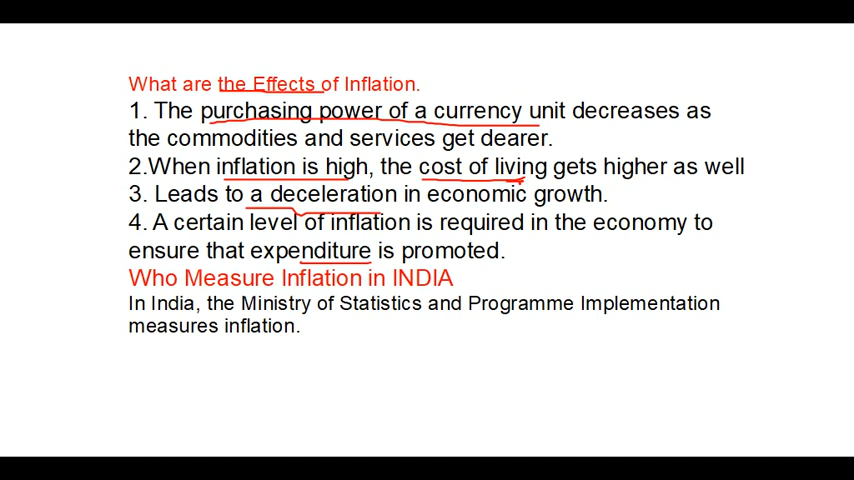 What are the Effects of Inflation.
1. The purchasing power of a currency unit decreases as
the commodities and services get dearer.
2.When inflation is high, the cost of living gets higher as well
3. Leads to a deceleration in economic growth.
4. A certain level of inflation is required in the economy to
ensure that expenditure is promoted.
Who Measure Inflation in INDIA
In India, the Ministry of Statistics and Programme Implementation
measures inflation.